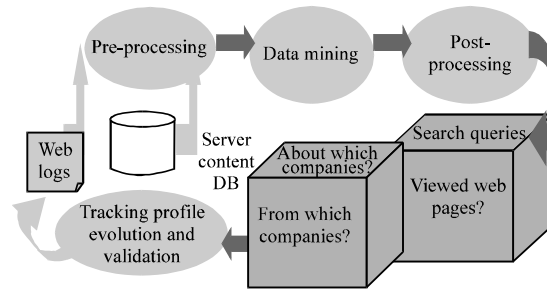 Pre-processing
Data mining
Post-
processing
Web
logs
Server
content
DB
About which
companies?
Search queries
From which
companies?
Viewed web
pages?
Tracking profile
evolution and
validation